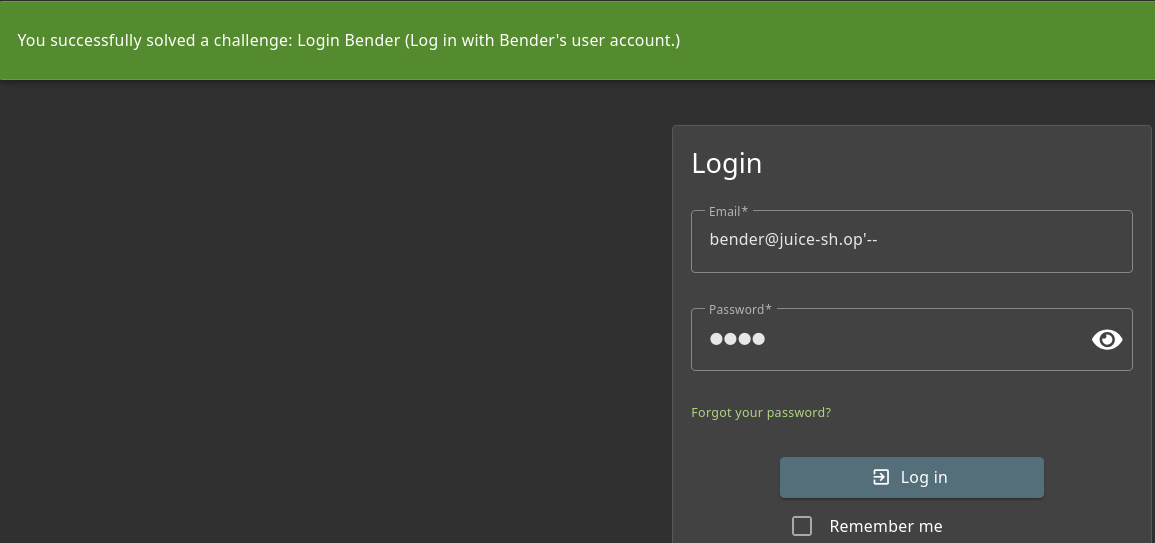 You successfully solved a challenge: Login Bender (Log in with Bender's user account.)
Login
Email*
bender@juice-sh.op'--
Password*
Forgot your password?
Log in
Remember me